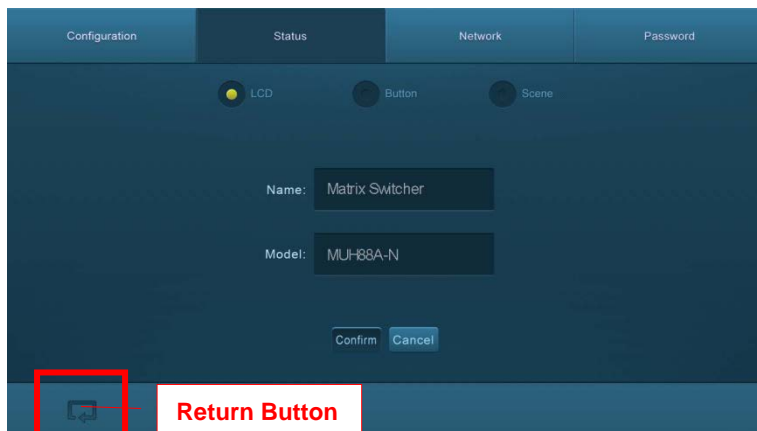 Configuration Status Network Password
LCD Button Scene
Name: Matrix Switcher
Model: MUH88A-N
Confirm Cancel
Return Button